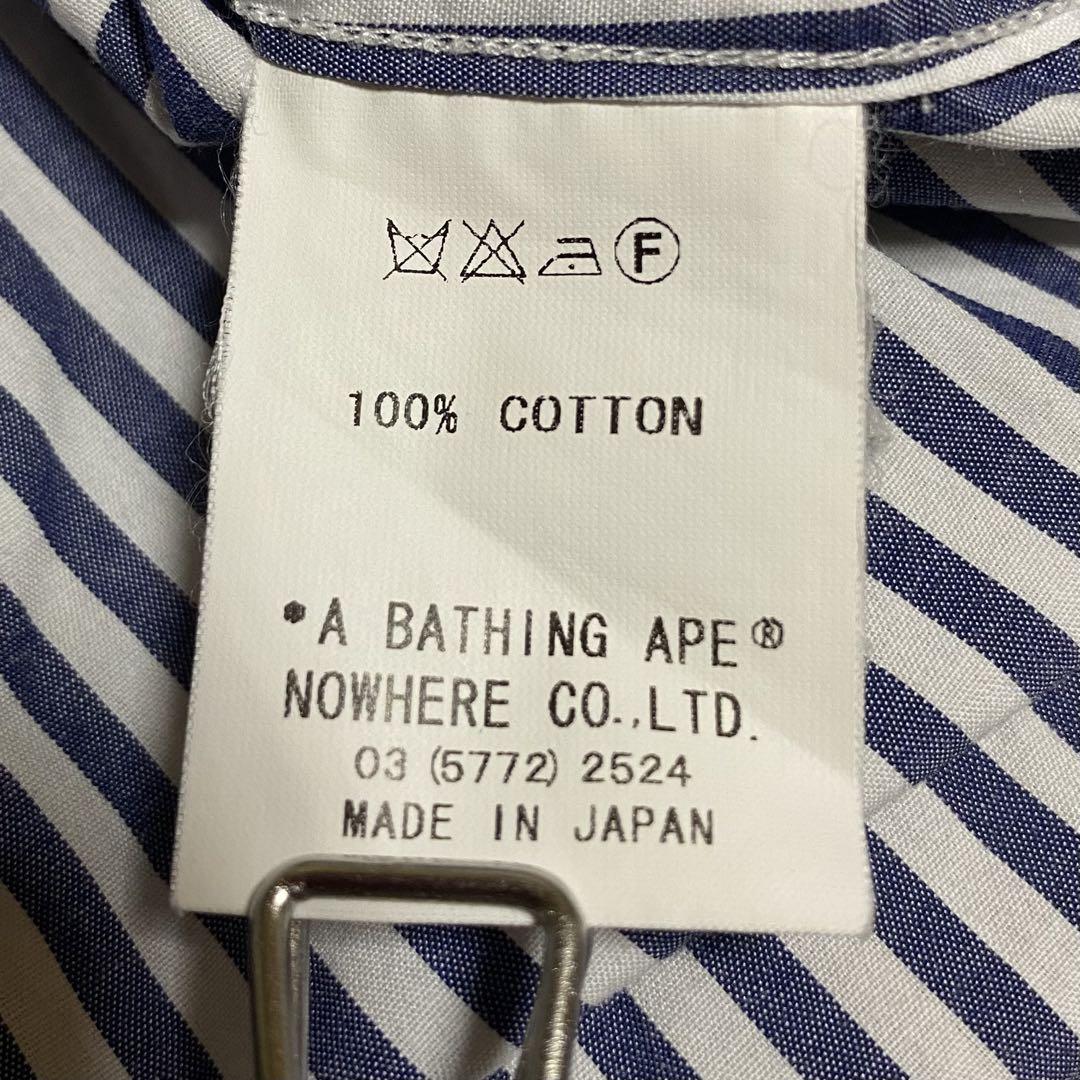 F
100% COTTON
*A BATHING APE®
NOWHERE CO.,LTD.
03 (5772) 2524
MADE IN JAPAN